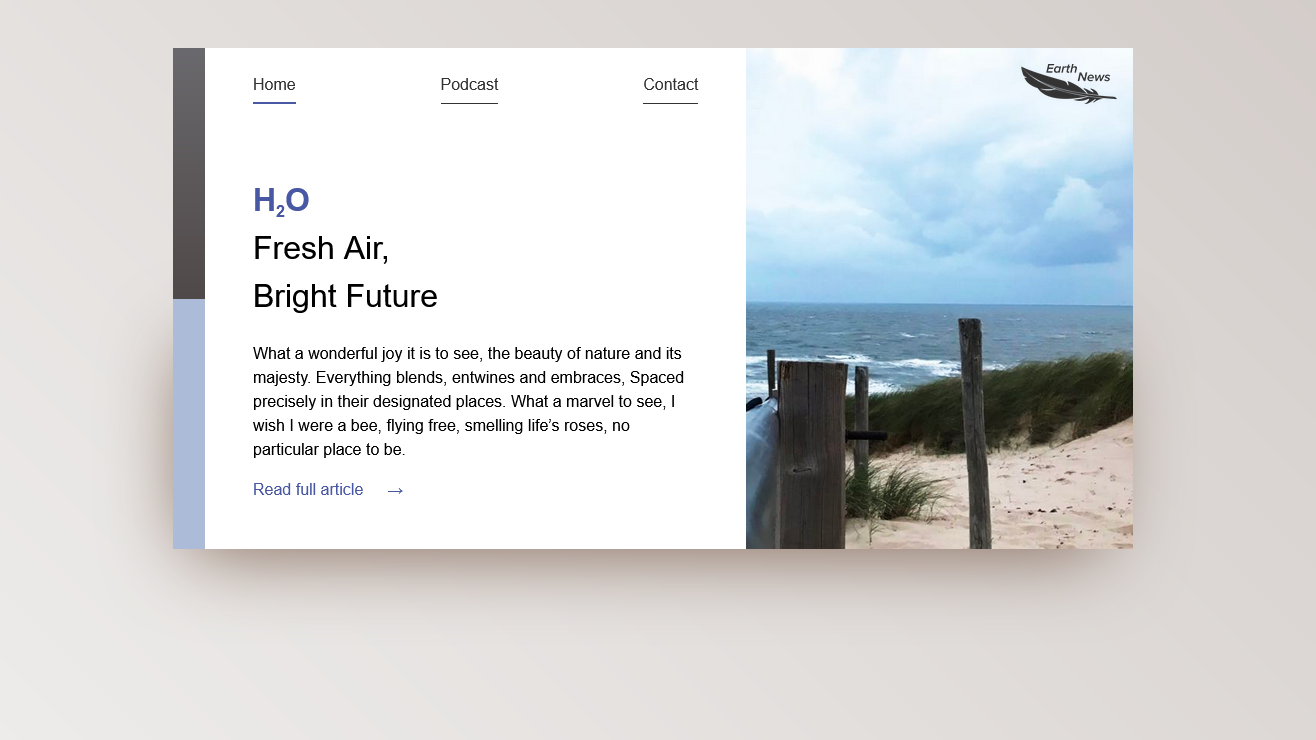 Home
Podcast
Contact
Earth
News
H₂O
Fresh Air,
Bright Future
What a wonderful joy it is to see, the beauty of nature and its
majesty. Everything blends, entwines and embraces, Spaced
precisely in their designated places. What a marvel to see, I
wish I were a bee, flying free, smelling life’s roses, no
particular place to be.
Read full article →